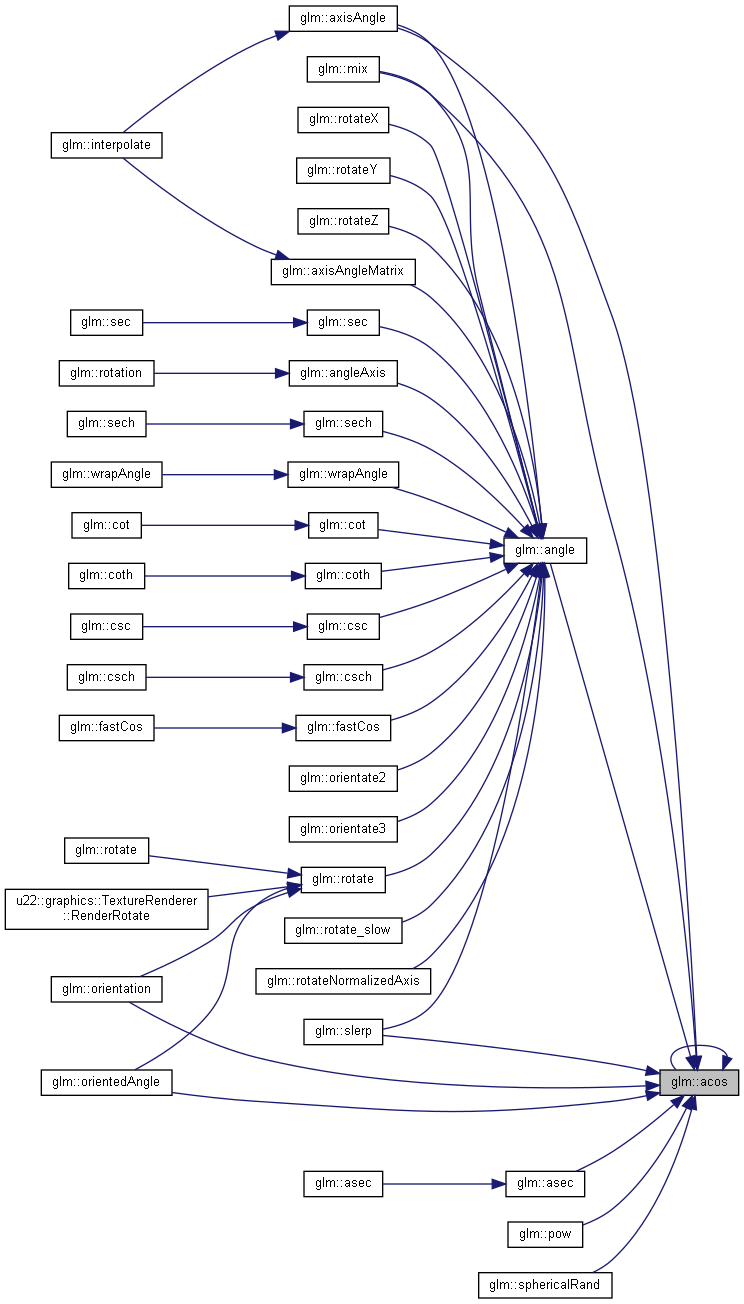 glm::axisAngle
glm::mix
glm::rotateX
glm::interpolate
glm::rotateY
glm::rotateZ
glm::axisAngleMatrix
glm::sec
glm::sec
glm::rotation
glm::angleAxis
glm::sech
glm::sech
glm::wrapAngle
glm::wrapAngle
glm::cot
glm::cot
glm::angle
glm::coth
glm::coth
glm::csc
glm::csc
glm::csch
glm::csch
glm::fastCos
glm::fastCos
glm::orientate2
glm::orientate3
glm::rotate
glm::rotate
u22::graphics::TextureRenderer
::RenderRotate
glm::rotate_slow
glm::orientation
glm::rotateNormalizedAxis
glm::slerp
glm::orientedAngle
glm::acos
glm::asec
glm::asec
glm::pow
glm::sphericalRand